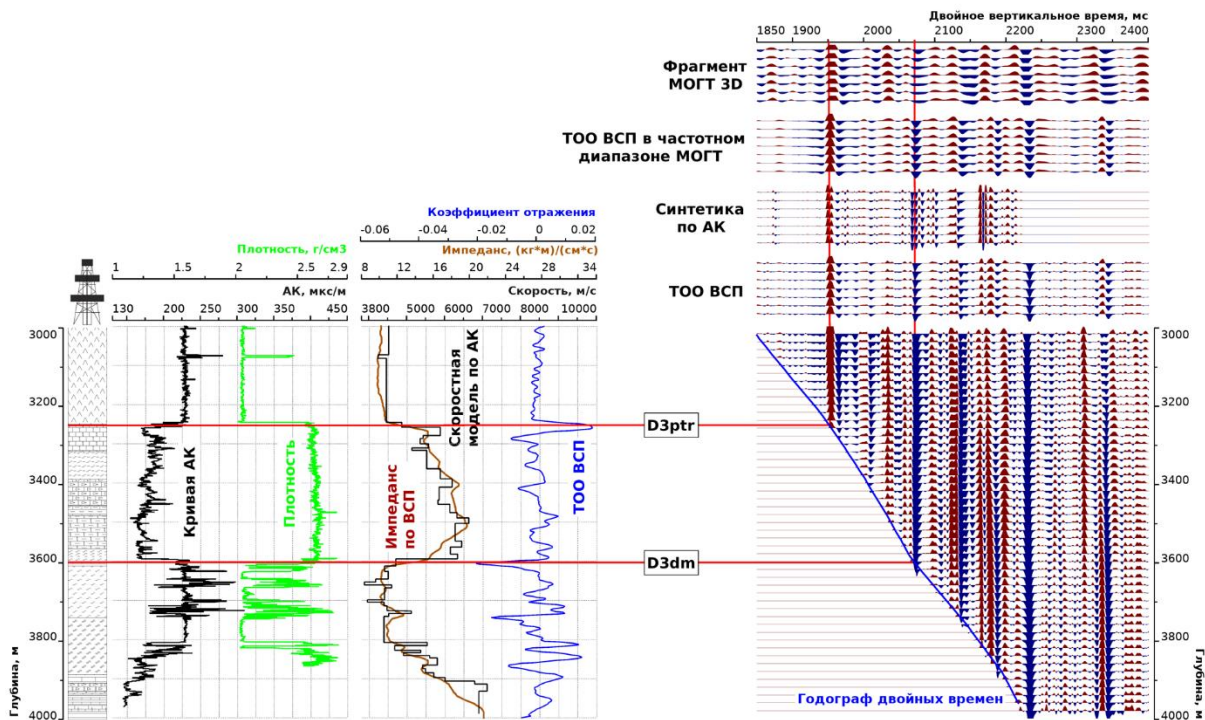 Двойное вертикальное время, мс
1850 1900 2000 2100 2200 2300 2400
Фрагмент
МОГТ 3D
ТОО ВСП в частотном
диапазоне МОГТ
Синтетика
по АК
ТОО ВСП
Коэффициент отражения
-0.06 -0.04 -0.02 0 0.02
Плотность, г/см3
Импеданс, (кг*м)/(см*с)
1 1.5 2 2.5 2.9
8 12 16 20 24 28 34
АК, мкс/м
Скорость, м/с
130 200 250 300 350 450
3800 5000 6000 7000 8000 10000
3000
3200
3400
3600
3800
4000
Глубина, м
Кривая АК
Плотность
Импеданс
по ВСП
Скоростная
модель по АК
ТОО ВСП
D3ptr
D3dm
3000
3200
3400
3600
3800
4000
Глубина, м
Годограф двойных времен